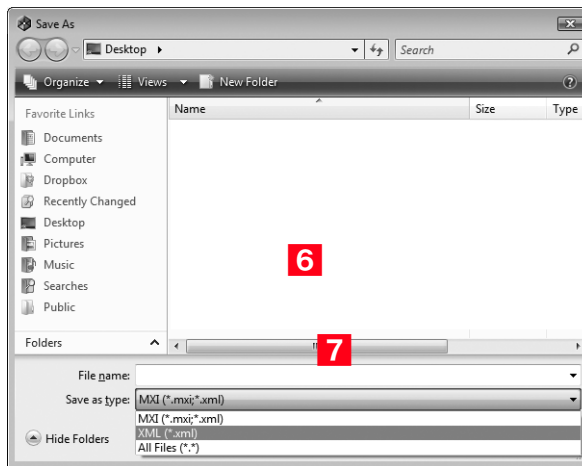 Save As
Desktop
Search
Organize Views New Folder
Favorite Links
Name Size Type
Documents
Computer
Dropbox
Recently Changed
Desktop
Pictures
Music
Searches
Public
6
Folders
7
File name:
Save as type: MXI (*.mxi;*.xml)
MXI (*.mxi;*.xml)
XML (*.xml)
All Files (*.*)
Hide Folders